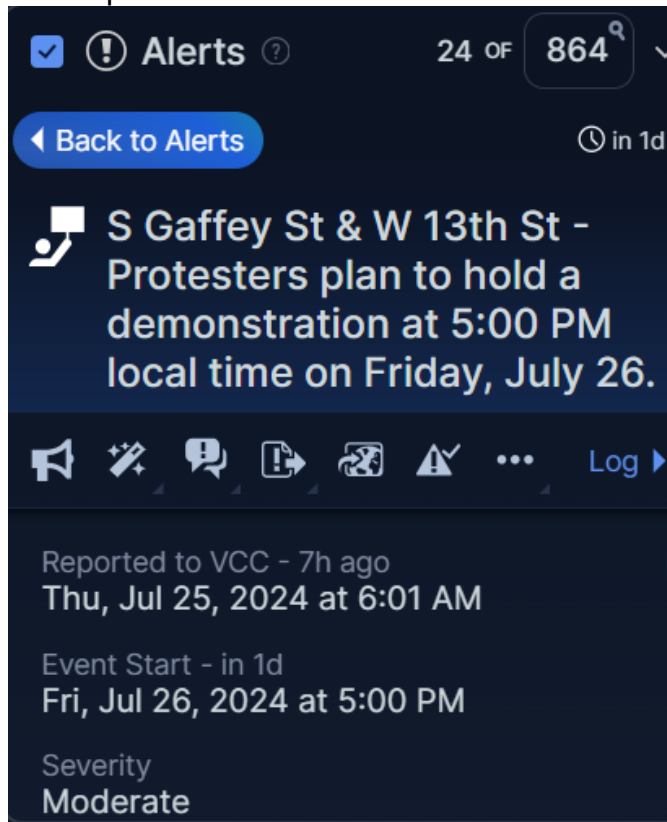 Alerts
24 OF 864
Back to Alerts
in 1d
S Gaffey St & W 13th St -
Protesters plan to hold a
demonstration at 5:00 PM
local time on Friday, July 26.
Log
Reported to VCC - 7h ago
Thu, Jul 25, 2024 at 6:01 AM
Event Start - in 1d
Fri, Jul 26, 2024 at 5:00 PM
Severity
Moderate